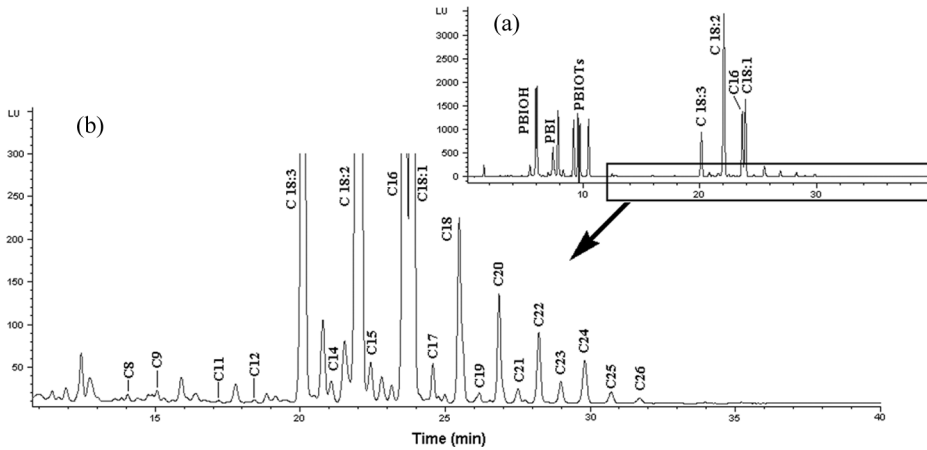 (a)
LU
3000
2500
2000
1500
1000
500
0
PBIOH
PBI
PBIOTs
C 18:3
C 18:2
C16
C18:1
10
20
30
(b)
LU
300
250
200
150
100
50
C8
C9
C11
C12
C 18:3
C14
C 18:2
C15
C16
C18:1
C17
C18
C19
C20
C21
C22
C23
C24
C25
C26
15
20
25
30
35
40
Time (min)